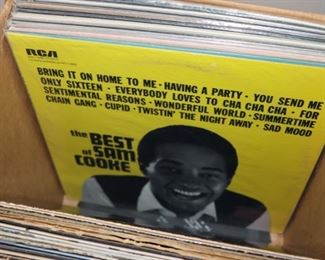 RCA
BRING IT ON HOME TO ME • HAVING A PARTY • YOU SEND ME
ONLY SIXTEEN • EVERYBODY LOVES TO CHA CHA CHA • FOR
SENTIMENTAL REASONS • WONDERFUL WORLD • SUMMERTIME
CHAIN GANG • CUPID • TWISTIN' THE NIGHT AWAY • SAD MOOD
the BEST
of SAM
COOKE